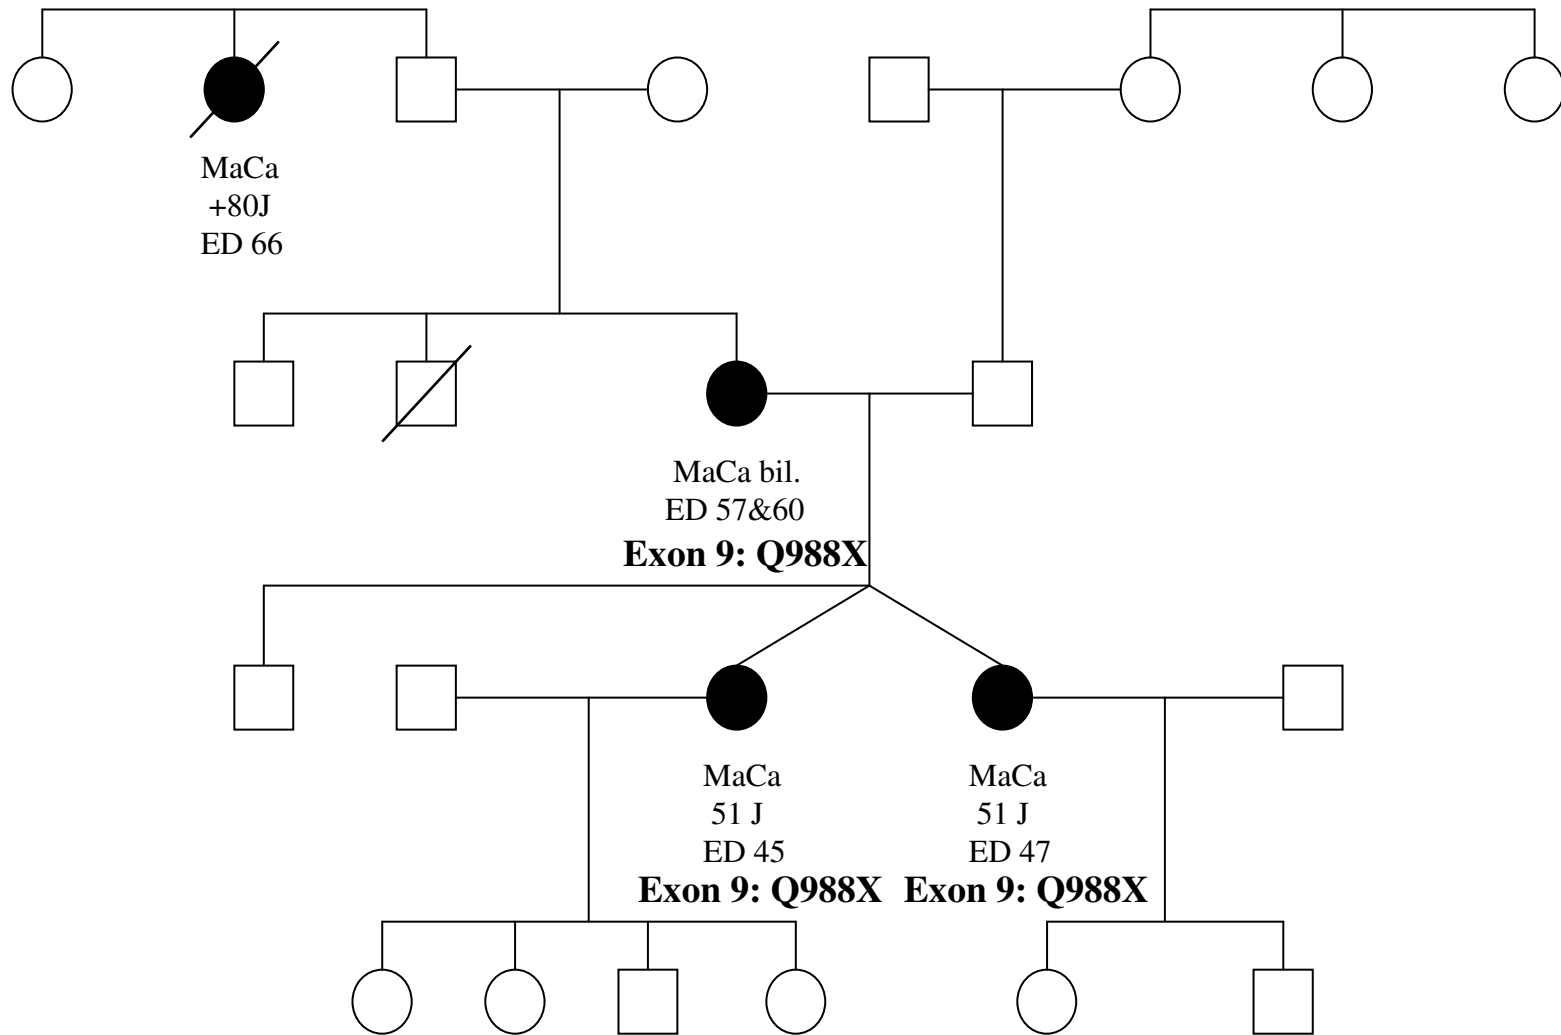 MaCa
+80J
ED 66
MaCa bil.
ED 57&60
Exon 9: Q988X
MaCa
51 J
ED 45
Exon 9: Q988X
MaCa
51 J
ED 47
Exon 9: Q988X